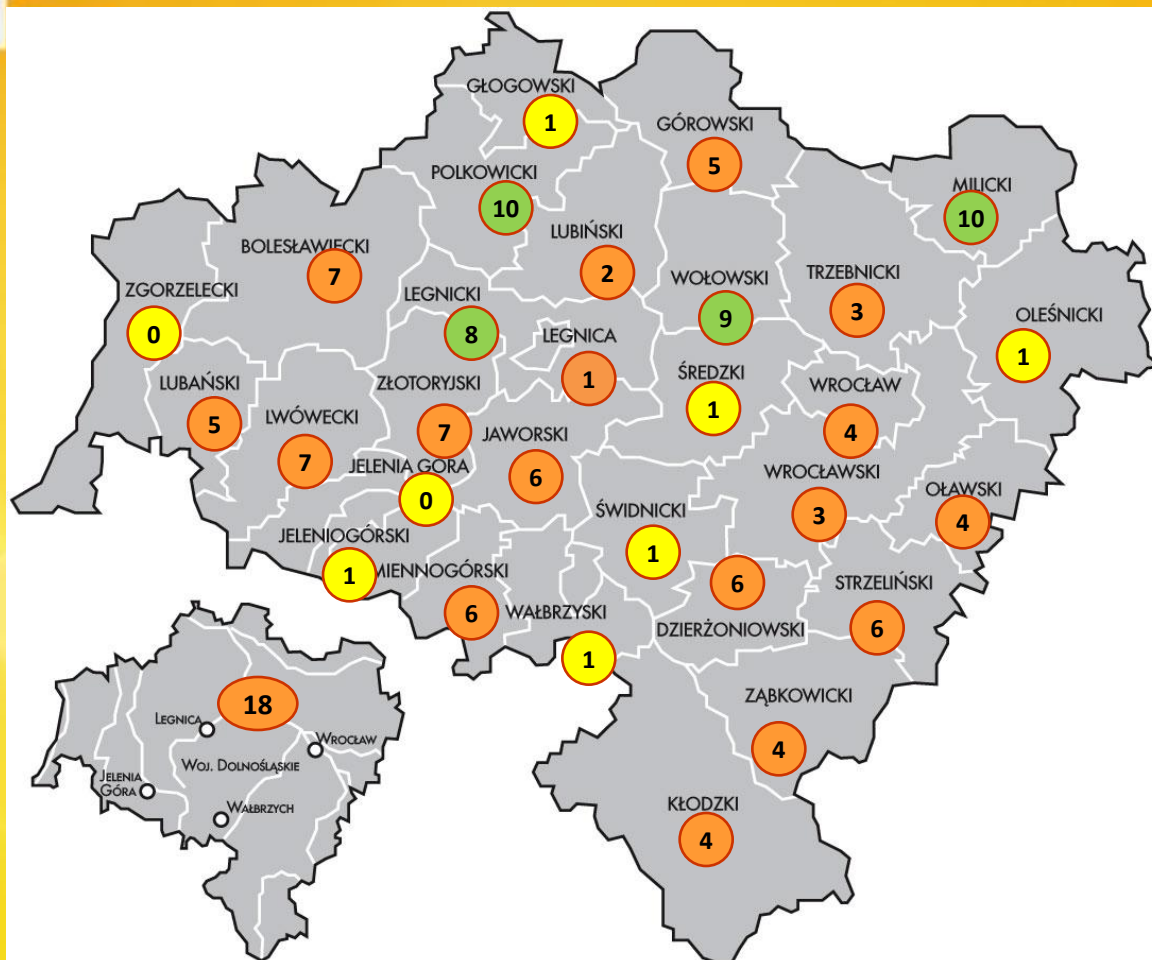 GŁOGOWSKI
1
GÓROWSKI
5
POLKOWICKI
10
MILICKI
10
LUBIŃSKI
2
BOLESŁAWIECKI
7
WOŁOWSKI
9
TRZEBNICKI
3
ZGORZELECKI
0
LEGNICKI
8
OLEŚNICKI
1
LEGNICA
1
LUBAŃSKI
5
ZŁOTORYJSKI
7
ŚREDZKI
1
WROCŁAW
4
LWÓWECKI
7
JAWORSKI
6
JELENIA GÓRA
0
WROCŁAWSKI
3
OŁAWSKI
4
ŚWIDNICKI
1
JELENIOGÓRSKI
1
MIENNOGÓRSKI
6
DZIERŻONIOWSKI
6
STRZELIŃSKI
6
WAŁBRZYSKI
1
ZĄBKOWICKI
4
KŁODZKI
4
18
LEGNICA
WROCŁAW
WOJ. DOLNOŚLĄSKIE
JELENIA
GÓRA
WAŁBRZYCH